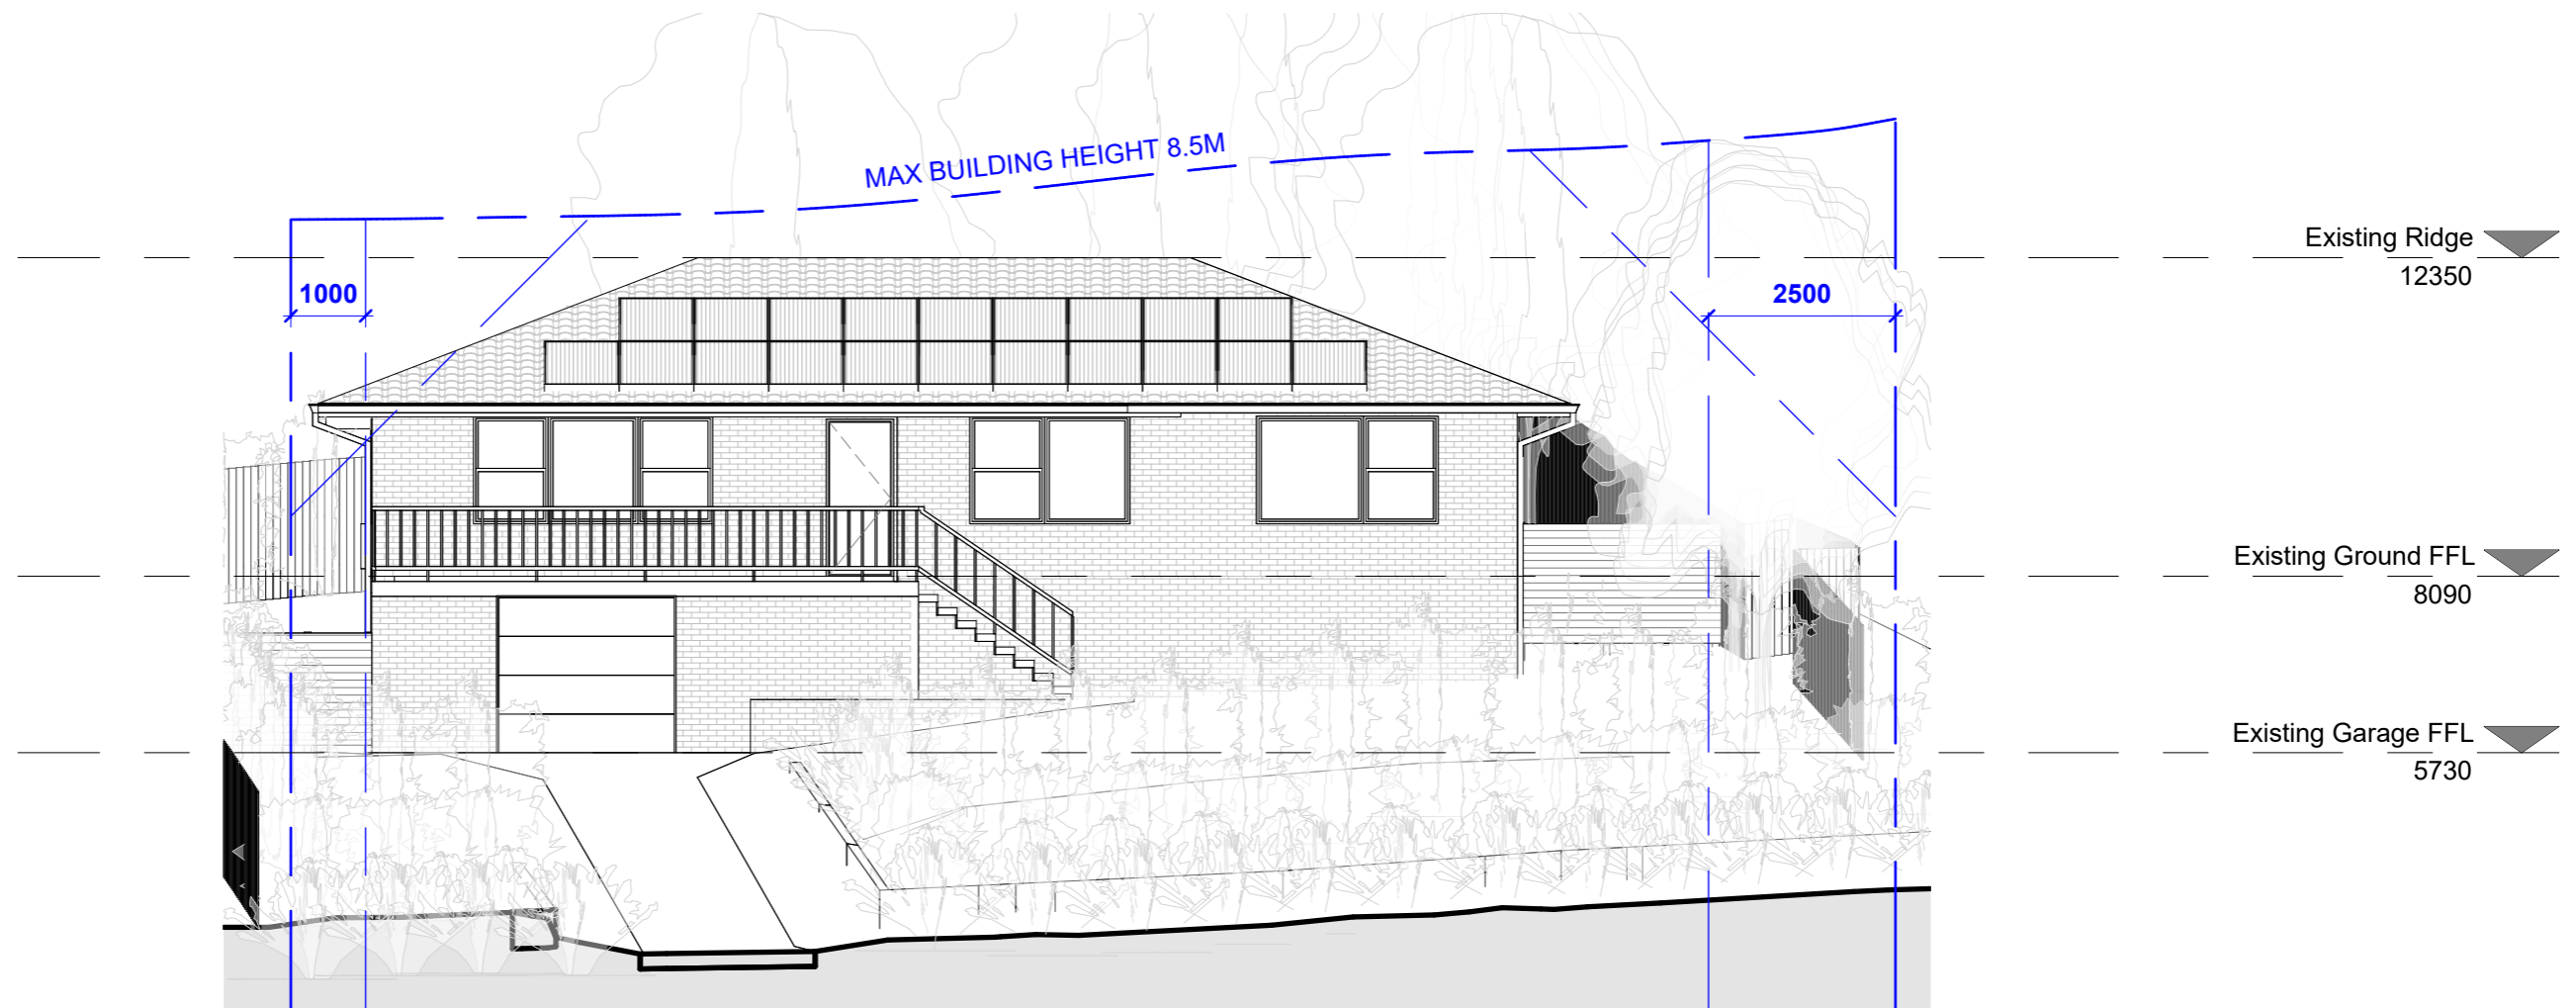 MAX BUILDING HEIGHT 8.5M
Existing Ridge
12350
1000
2500
Existing Ground FFL
8090
Existing Garage FFL
5730